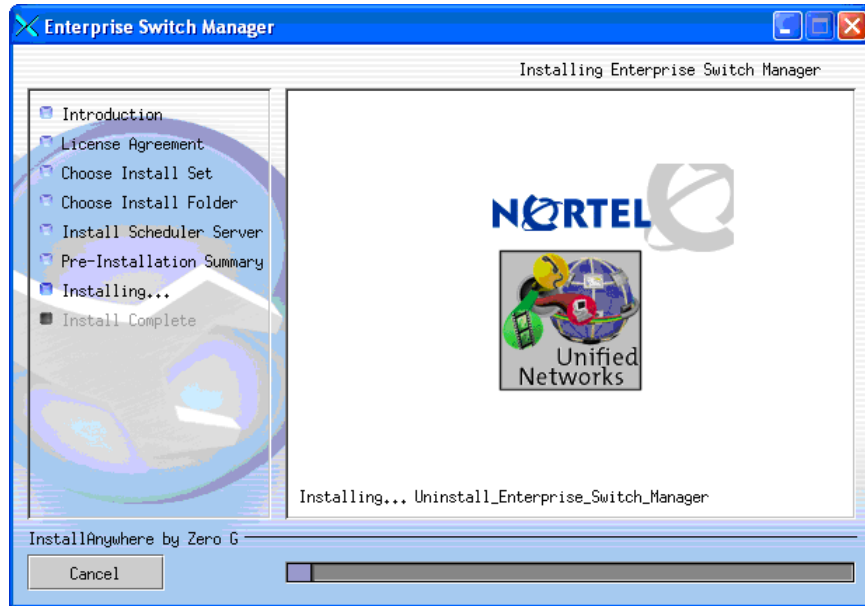 Enterprise Switch Manager
Installing Enterprise Switch Manager
Introduction
License Agreement
Choose Install Set
Choose Install Folder
Install Scheduler Server
Pre-Installation Summary
Installing...
Install Complete
NORTEL
Unified
Networks
Installing... Uninstall_Enterprise_Switch_Manager
InstallAnywhere by Zero G
Cancel